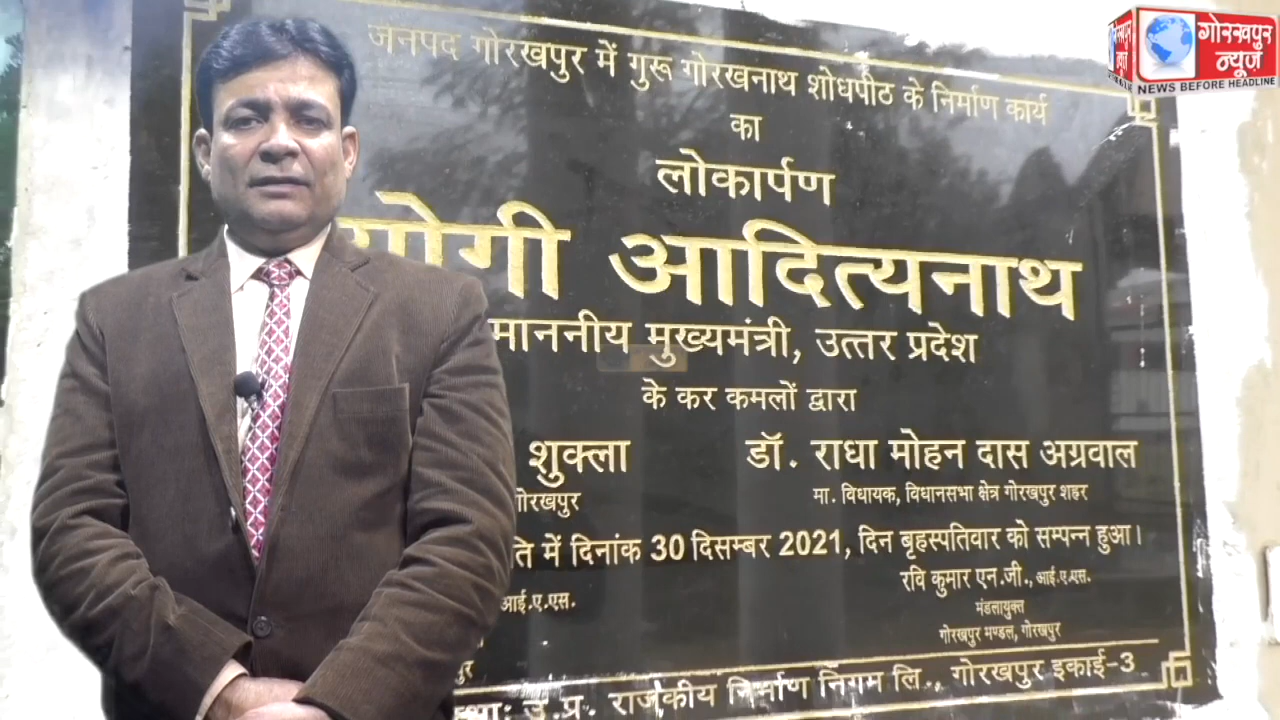 जनपद गोरखपुर में गुरू गोरखनाथ शोधपीठ के निर्माण कार्य
का
लोकार्पण
योगी आदित्यनाथ
माननीय मुख्यमंत्री, उत्तर प्रदेश
के कर कमलों द्वारा
शुक्ला डॉ. राधा मोहन दास अग्रवाल
गोरखपुर मा. विधायक, विधानसभा क्षेत्र गोरखपुर शहर
में दिनांक 30 दिसम्बर 2021, दिन बृहस्पतिवार को सम्पन्न हुआ।
आई.ए.एस. रवि कुमार एन.जी., आई.ए.एस.
मंडलायुक्त
गोरखपुर मण्डल, गोरखपुर
उ.प्र. राजकीय निर्माण निगम लि., गोरखपुर इकाई-3
गोरखपुर
न्यूज़
NEWS BEFORE HEADLINE